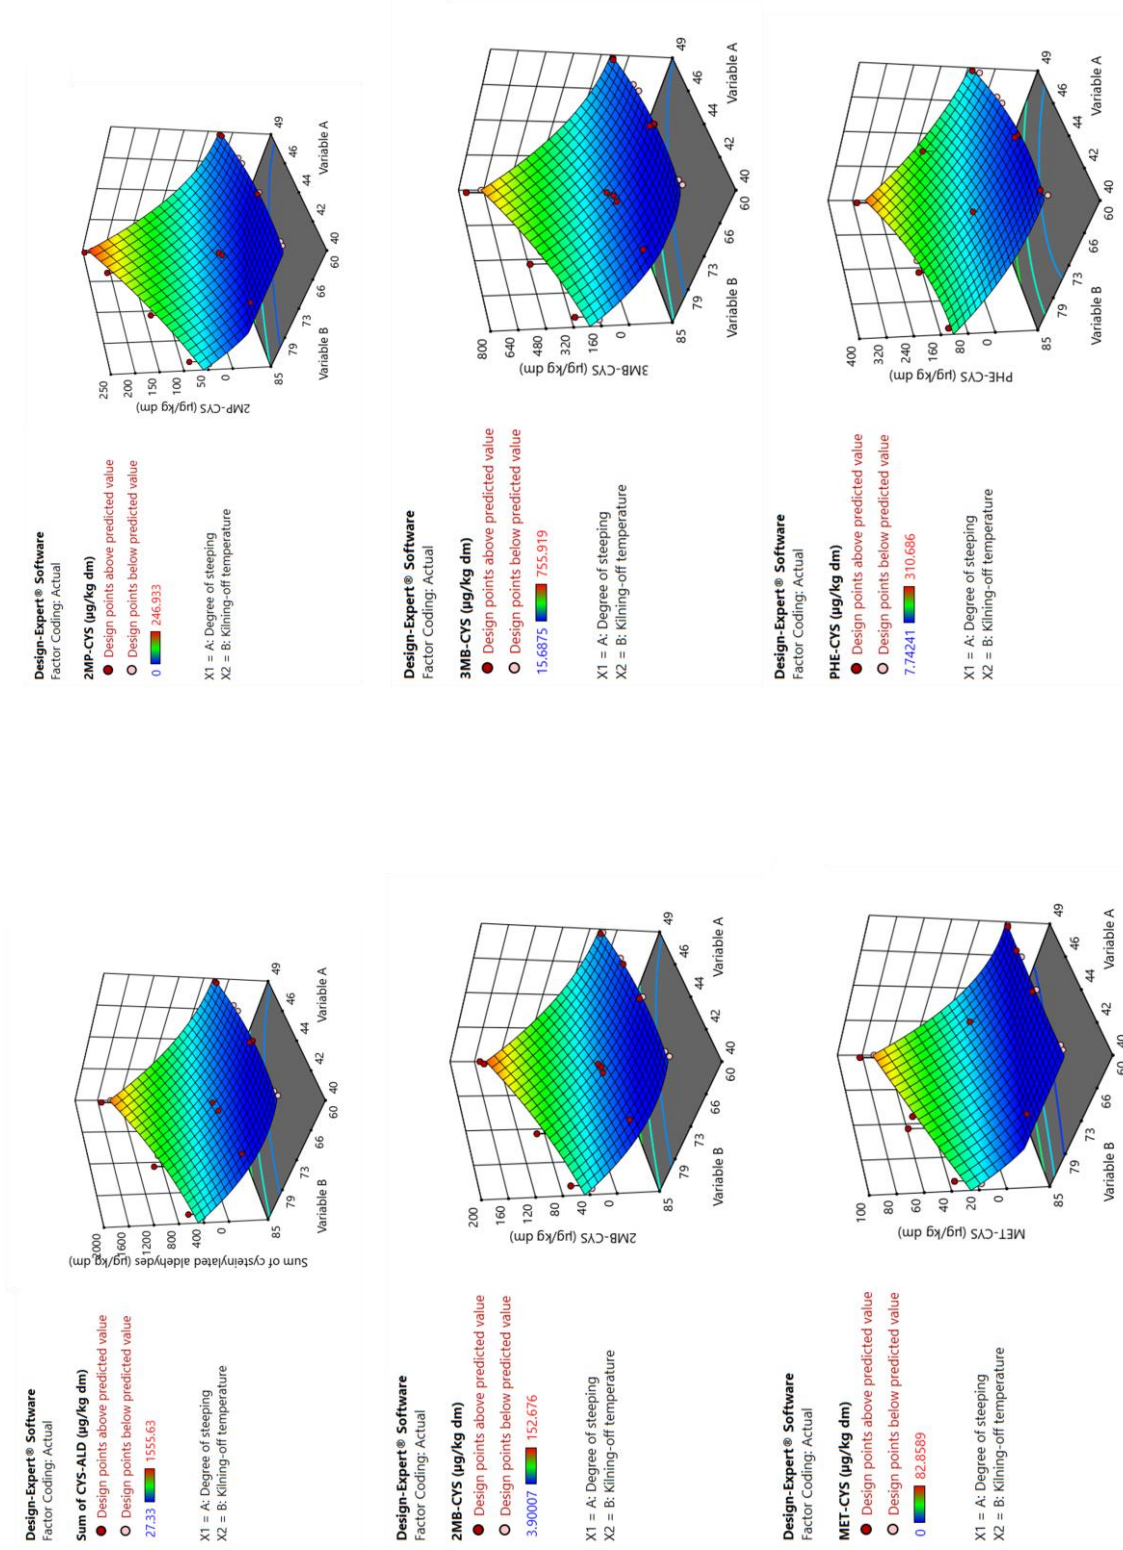 Design-Expert® Software
Factor Coding: Actual
Sum of CYS-ALD (µg/kg dm)
Design points above predicted value
Design points below predicted value
27.33 1555.63
X1 = A: Degree of steeping
X2 = B: Kilning-off temperature
Sum of cysteinylated aldehydes (µg/kg dm)
2000
1600
1200
800
400
0
85
79
73
66
60
Variable B
40
42
44
46
49
Variable A
Design-Expert® Software
Factor Coding: Actual
2MP-CYS (µg/kg dm)
Design points above predicted value
Design points below predicted value
0 246.933
X1 = A: Degree of steeping
X2 = B: Kilning-off temperature
2MP-CYS (µg/kg dm)
250
200
150
100
50
0
85
79
73
66
60
Variable B
40
42
44
46
49
Variable A
Design-Expert® Software
Factor Coding: Actual
2MB-CYS (µg/kg dm)
Design points above predicted value
Design points below predicted value
3.90007 152.676
X1 = A: Degree of steeping
X2 = B: Kilning-off temperature
2MB-CYS (µg/kg dm)
200
160
120
80
40
0
85
79
73
66
60
Variable B
40
42
44
46
49
Variable A
Design-Expert® Software
Factor Coding: Actual
3MB-CYS (µg/kg dm)
Design points above predicted value
Design points below predicted value
15.6875 755.919
X1 = A: Degree of steeping
X2 = B: Kilning-off temperature
3MB-CYS (µg/kg dm)
800
640
480
320
160
0
85
79
73
66
60
Variable B
40
42
44
46
49
Variable A
Design-Expert® Software
Factor Coding: Actual
MET-CYS (µg/kg dm)
Design points above predicted value
Design points below predicted value
0 82.8589
X1 = A: Degree of steeping
X2 = B: Kilning-off temperature
MET-CYS (µg/kg dm)
100
80
60
40
20
0
85
79
73
66
60
Variable B
40
42
44
46
49
Variable A
Design-Expert® Software
Factor Coding: Actual
PHE-CYS (µg/kg dm)
Design points above predicted value
Design points below predicted value
7.74241 310.686
X1 = A: Degree of steeping
X2 = B: Kilning-off temperature
PHE-CYS (µg/kg dm)
400
320
240
160
80
0
85
79
73
66
60
Variable B
40
42
44
46
49
Variable A